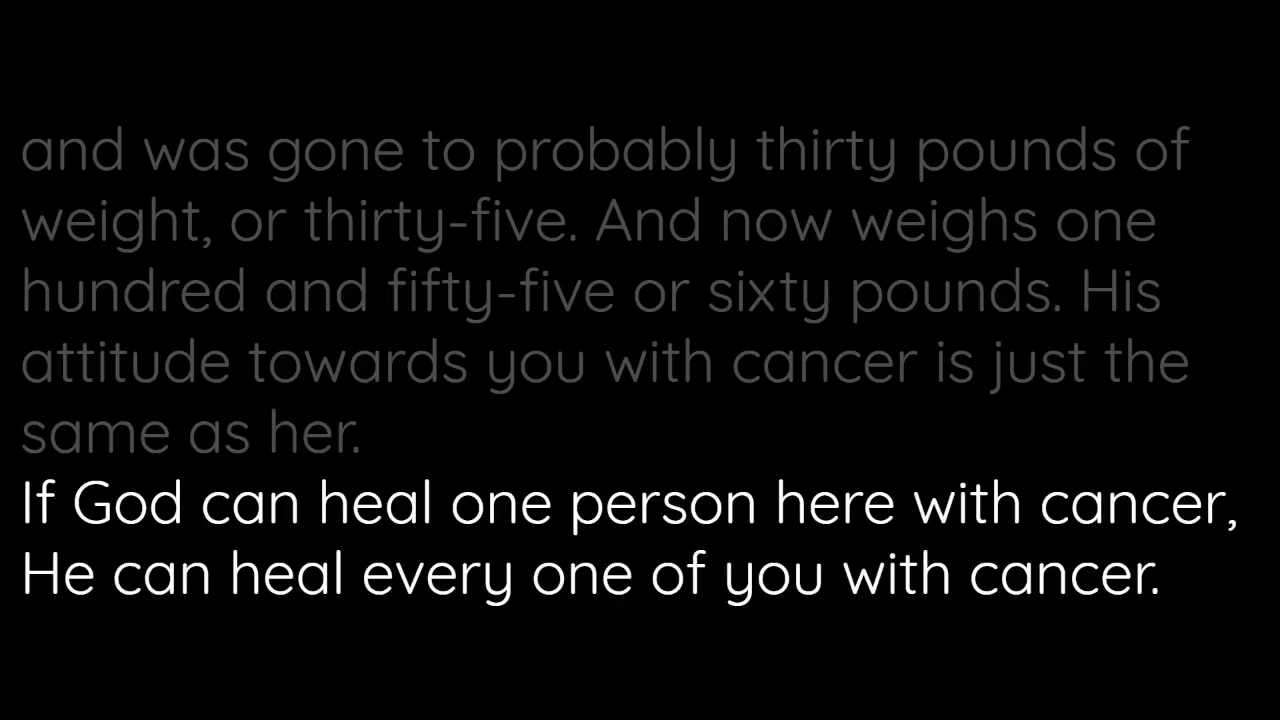 and was gone to probably thirty pounds of
weight, or thirty-five. And now weighs one
hundred and fifty-five or sixty pounds. His
attitude towards you with cancer is just the
same as her.
If God can heal one person here with cancer,
He can heal every one of you with cancer.